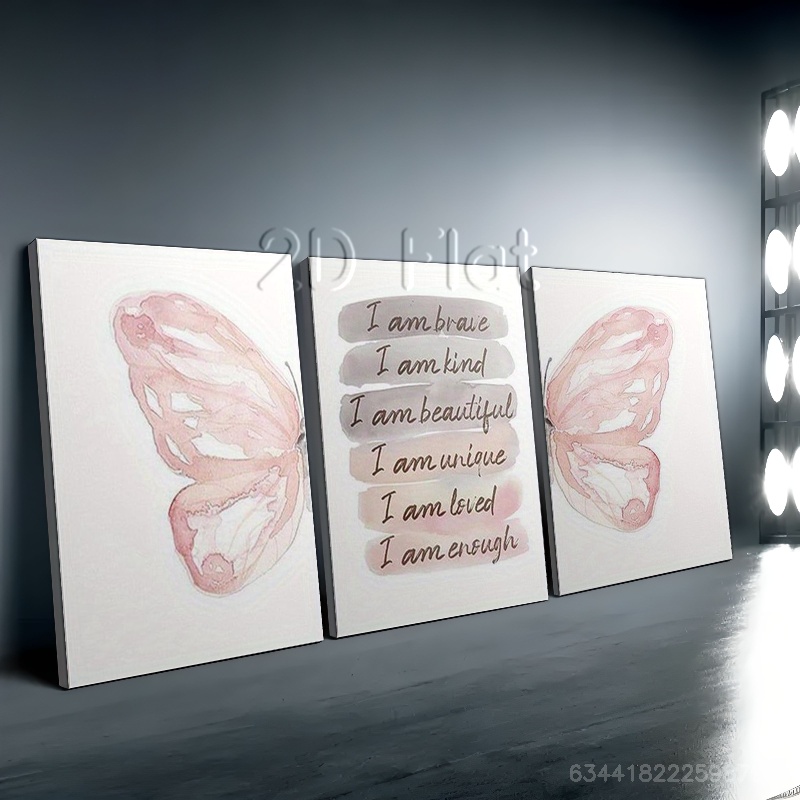 2D Flat
I am brave
I am kind
I am beautiful
I am unique
I am loved
I am enough